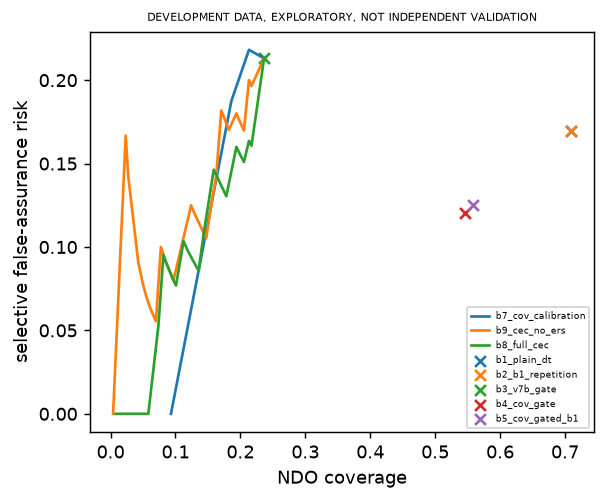 DEVELOPMENT DATA, EXPLORATORY, NOT INDEPENDENT VALIDATION
selective false-assurance risk
0.20
0.15
0.10
0.05
0.00
b7_cov_calibration
b9_cec_no_ers
b8_full_cec
b1_plain_dt
b2_b1_repetition
b3_v7b_gate
b4_cov_gate
b5_cov_gated_b1
0.0 0.1 0.2 0.3 0.4 0.5 0.6 0.7
NDO coverage